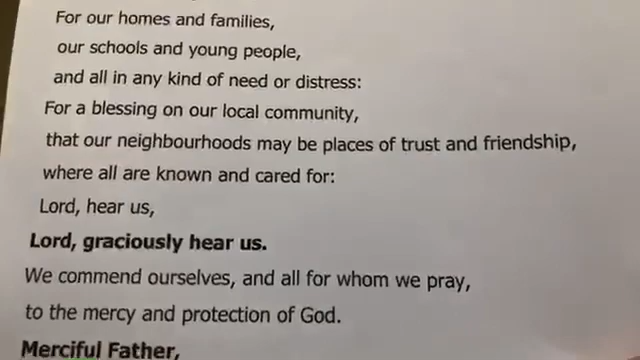 For our homes and families,
our schools and young people,
and all in any kind of need or distress:
For a blessing on our local community,
that our neighbourhoods may be places of trust and friendship,
where all are known and cared for:
Lord, hear us,
Lord, graciously hear us.
We commend ourselves, and all for whom we pray,
to the mercy and protection of God.
Merciful Father,